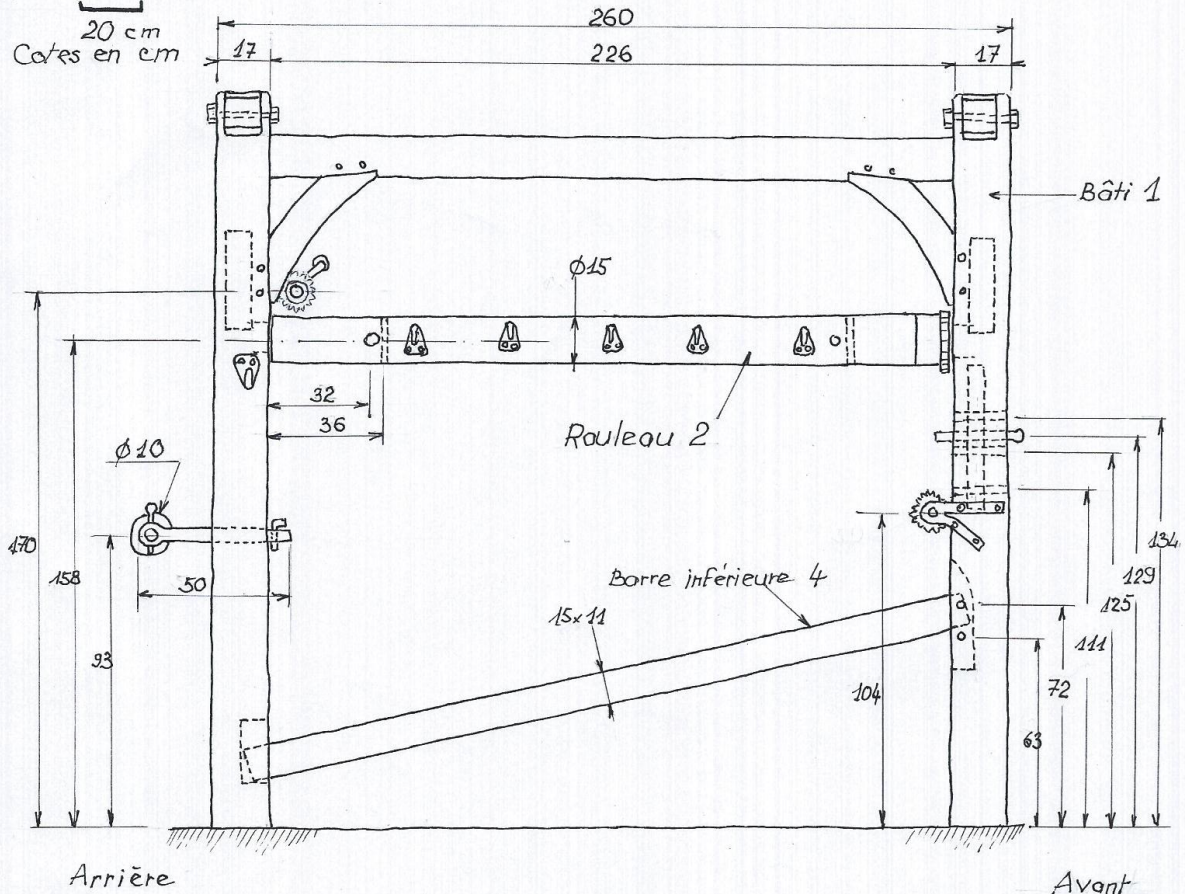 260
20 cm
Cotes en cm
17
226
17
Bâti 1
Φ15
32
36
Rouleau 2
Φ10
170
158
50
93
Barre inférieure 4
15x11
104
134
129
125
111
72
63
Arrière
Avant